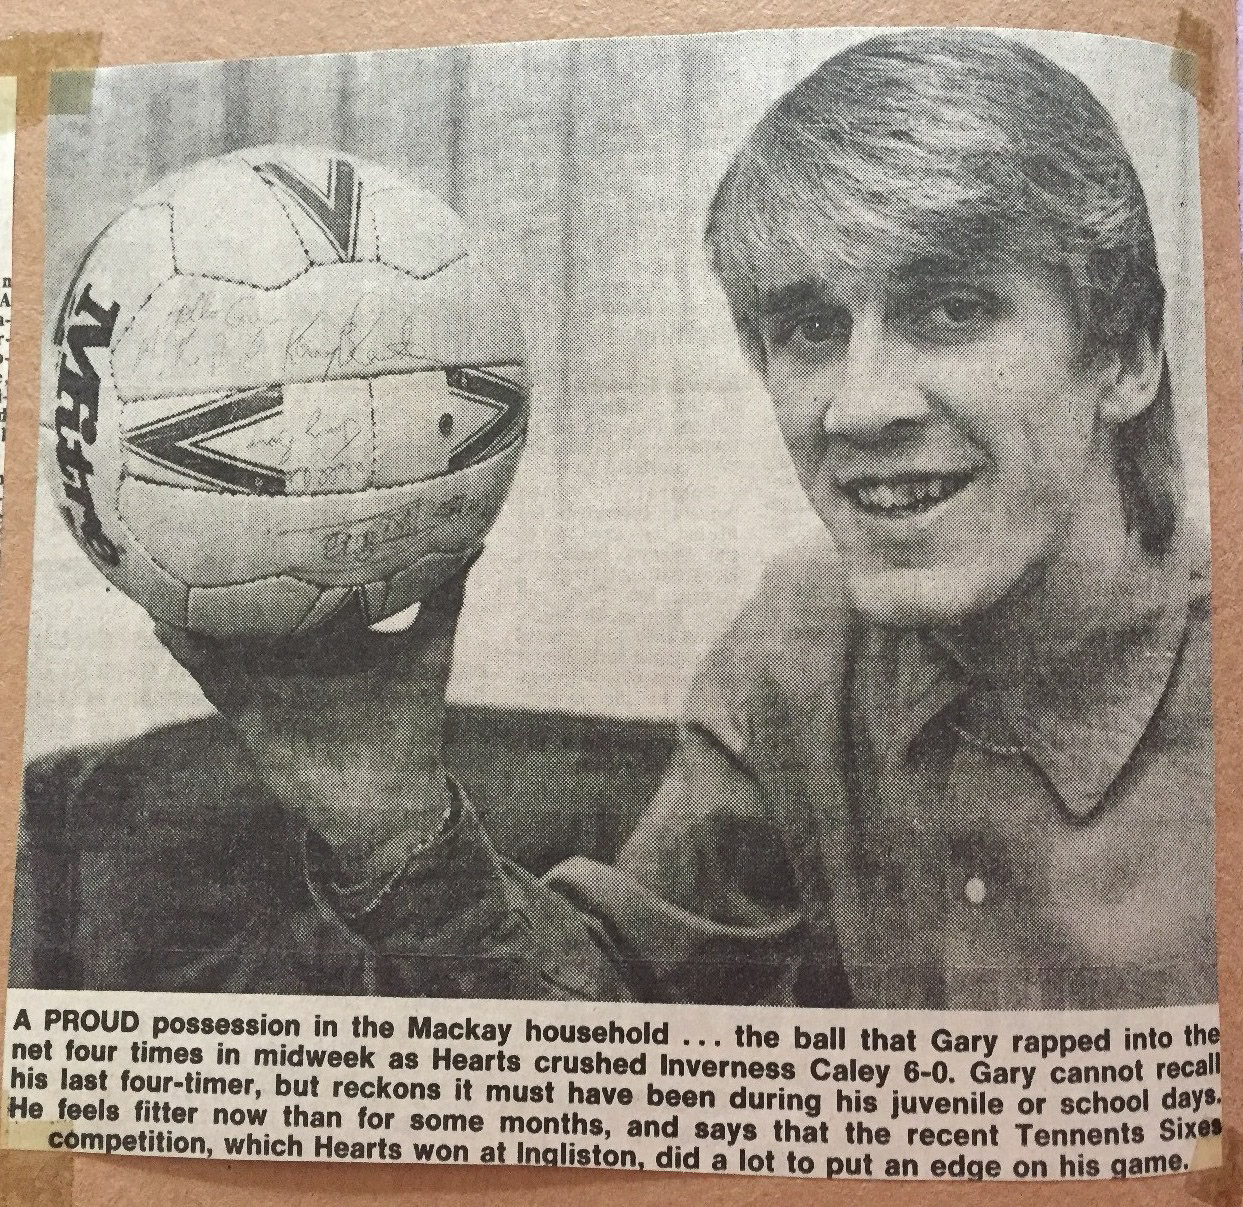 Mitre
A PROUD possession in the Mackay household ... the ball that Gary rapped into the
net four times in midweek as Hearts crushed Inverness Caley 6-0. Gary cannot recall
his last four-timer, but reckons it must have been during his juvenile or school days.
He feels fitter now than for some months, and says that the recent Tennents Sixes
competition, which Hearts won at Ingliston, did a lot to put an edge on his game.